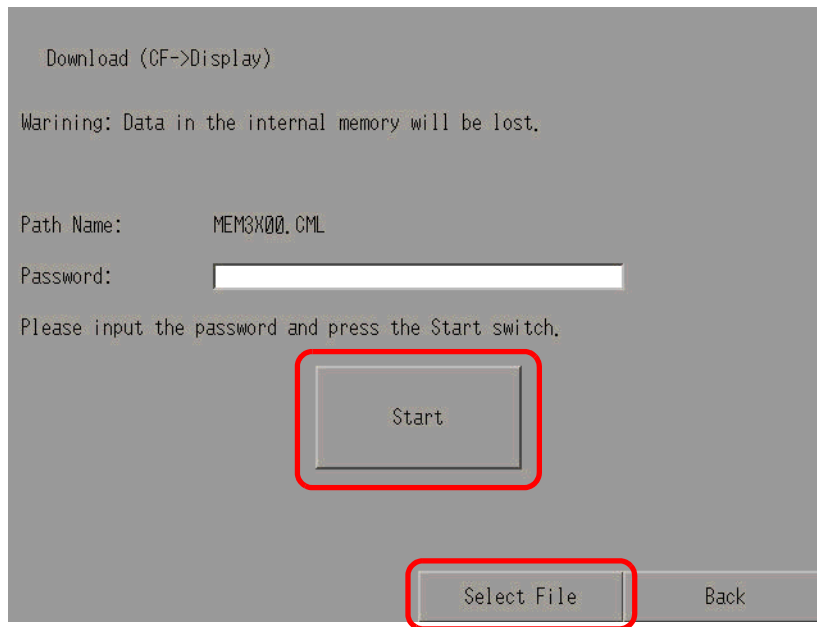 Download (CF->Display)
Warining: Data in the internal memory will be lost.
Path Name: MEM3X00.CML
Password:
Please input the password and press the Start switch.
Start
Select File Back